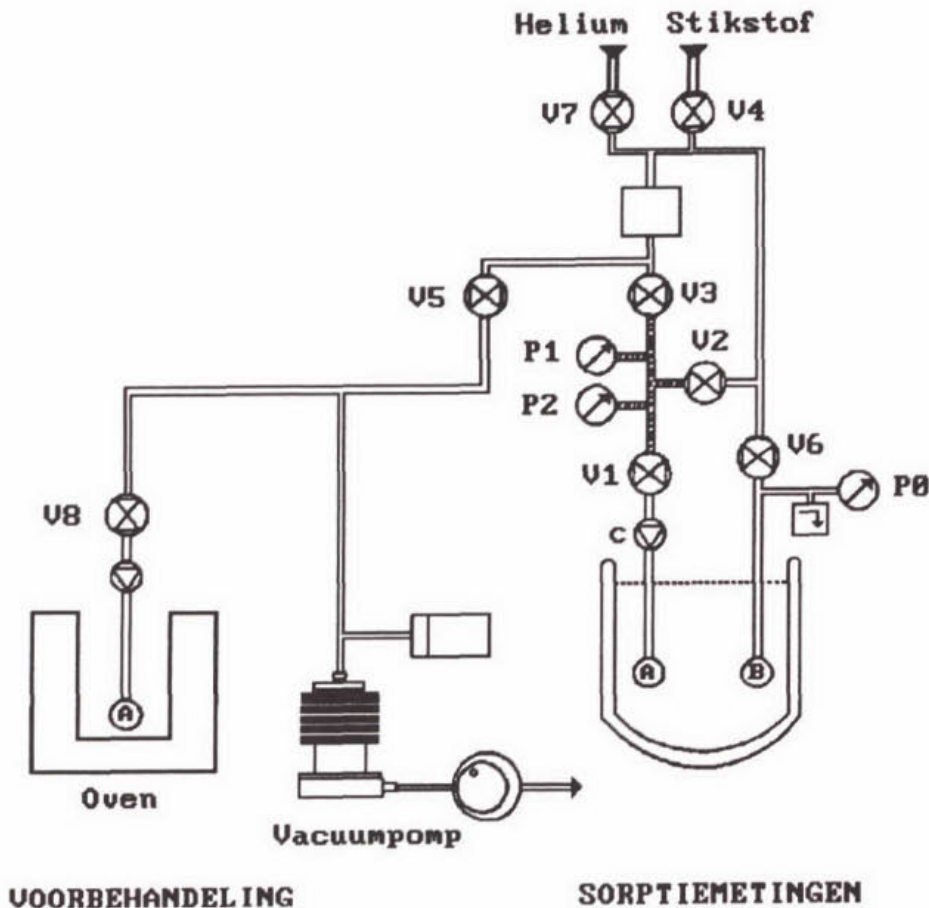 Helium Stikstof
V7 V4
V5 V3
V2
P1
P2
V1 V6
P0
V8
C
A
A B
Oven
Vacuumpomp
VOORBEHANDELING SORPTIEMETINGEN